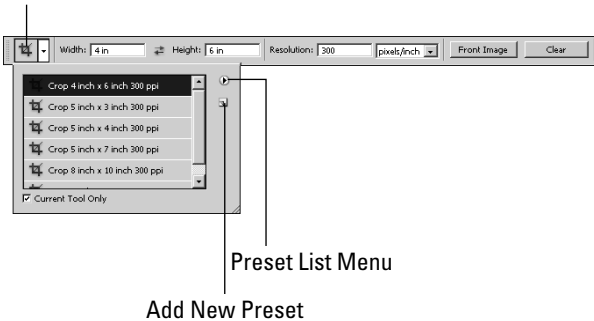 Width: 4 in Height: 6 in Resolution: 300 pixels/inch Front Image Clear
Crop 4 inch x 6 inch 300 ppi
Crop 5 inch x 3 inch 300 ppi
Crop 5 inch x 4 inch 300 ppi
Crop 5 inch x 7 inch 300 ppi
Crop 8 inch x 10 inch 300 ppi
Current Tool Only
Preset List Menu
Add New Preset